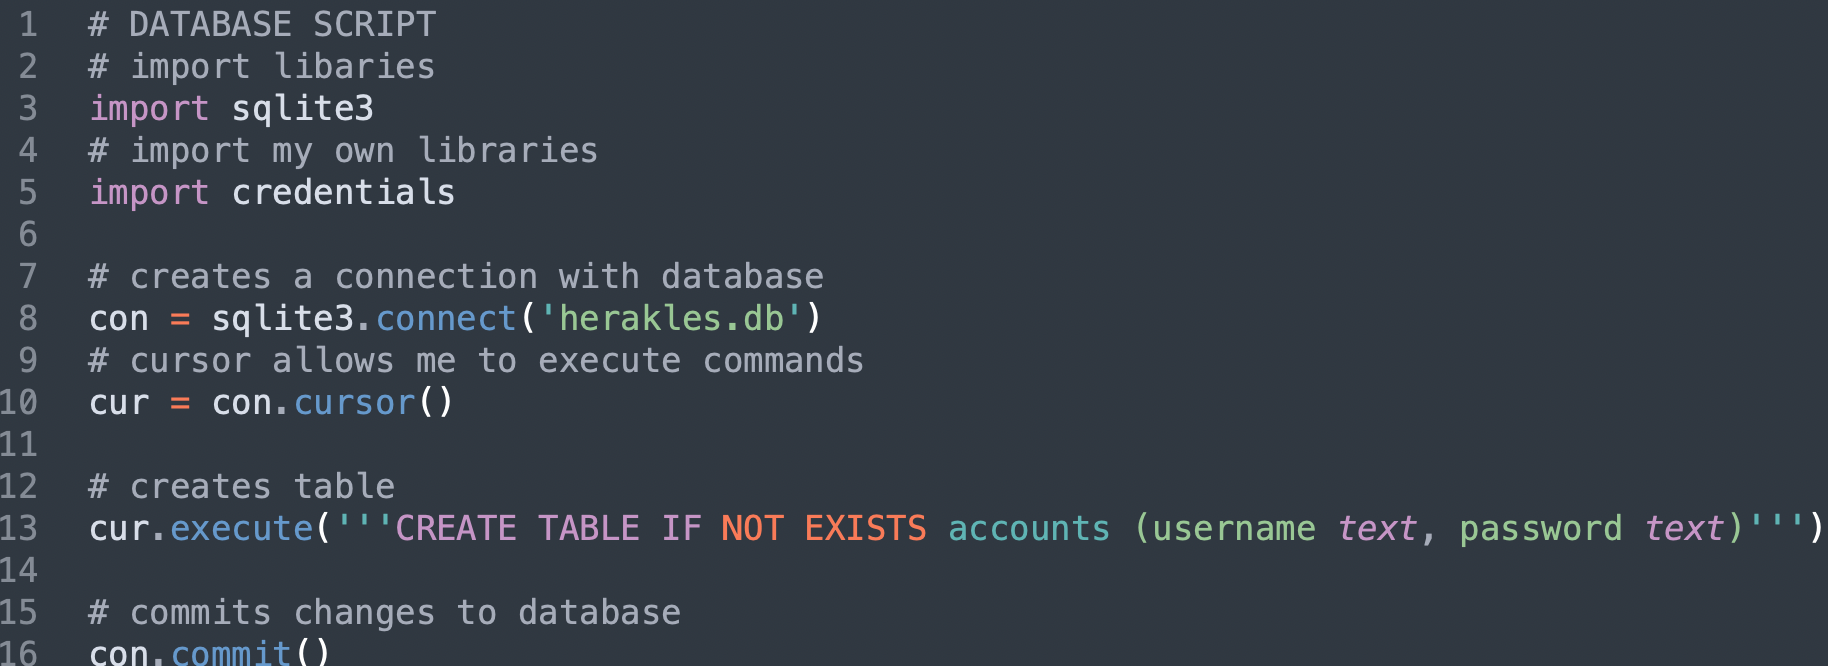 1 # DATABASE SCRIPT
2 # import libaries
3 import sqlite3
4 # import my own libraries
5 import credentials
6
7 # creates a connection with database
8 con = sqlite3.connect('herakles.db')
9 # cursor allows me to execute commands
10 cur = con.cursor()
11
12 # creates table
13 cur.execute('''CREATE TABLE IF NOT EXISTS accounts (username text, password text)''')
14
15 # commits changes to database
16 con.commit()